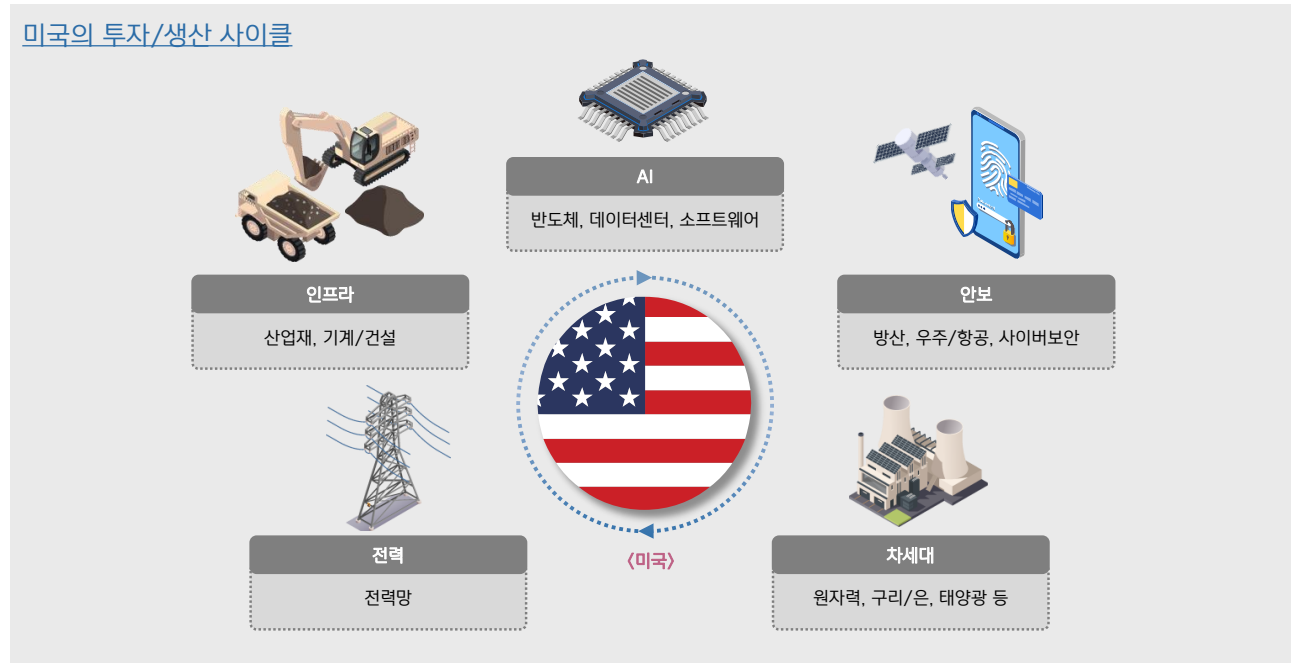 미국의 투자/생산 사이클
AI
반도체, 데이터센터, 소프트웨어
인프라
산업재, 기계/건설
안보
방산, 우주/항공, 사이버보안
전력
전력망
<미국>
차세대
원자력, 구리/은, 태양광 등